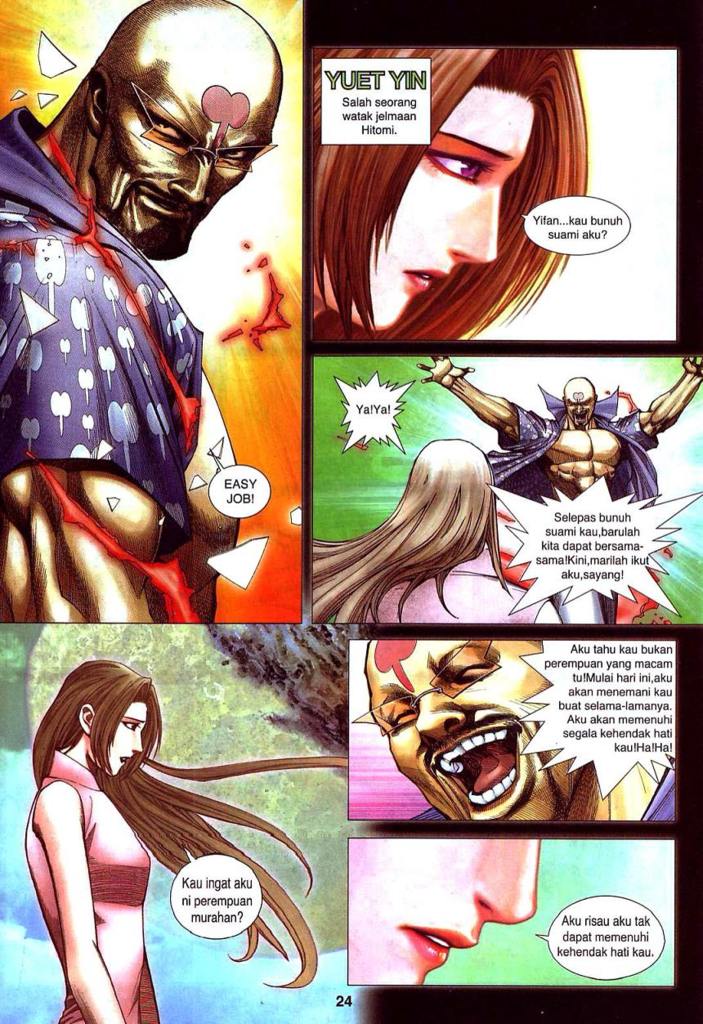 EASY
JOB!
YUET YIN
Salah seorang
watak jelmaan
Hitomi.
Yifan...kau bunuh
suami aku?
Ya!Ya!
Selepas bunuh
suami kau,barulah
kita dapat bersama-
sama!Kini,marilah ikut
aku,sayang!
Kau ingat aku
ni perempuan
murahan?
Aku tahu kau bukan
perempuan yang macam
tu!Mulai hari ini,aku
akan menemani kau
buat selama-lamanya.
Aku akan memenuhi
segala kehendak hati
kau!Ha!Ha!
Aku risau aku tak
dapat memenuhi
kehendak hati kau.
24